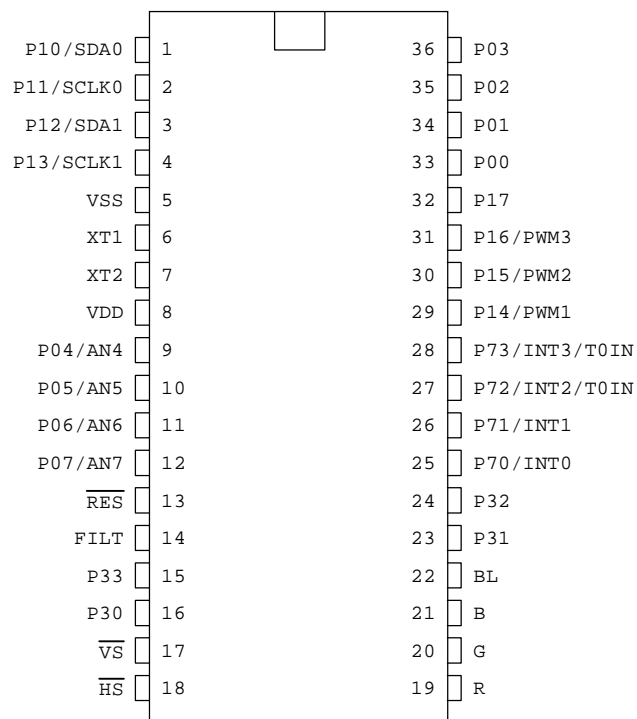 P10/SDA0 1 36 P03
P11/SCLK0 2 35 P02
P12/SDA1 3 34 P01
P13/SCLK1 4 33 P00
VSS 5 32 P17
XT1 6 31 P16/PWM3
XT2 7 30 P15/PWM2
VDD 8 29 P14/PWM1
P04/AN4 9 28 P73/INT3/T0IN
P05/AN5 10 27 P72/INT2/T0IN
P06/AN6 11 26 P71/INT1
P07/AN7 12 25 P70/INT0
R̅E̅S̅ 13 24 P32
FILT 14 23 P31
P33 15 22 BL
P30 16 21 B
V̅S̅ 17 20 G
H̅S̅ 18 19 R